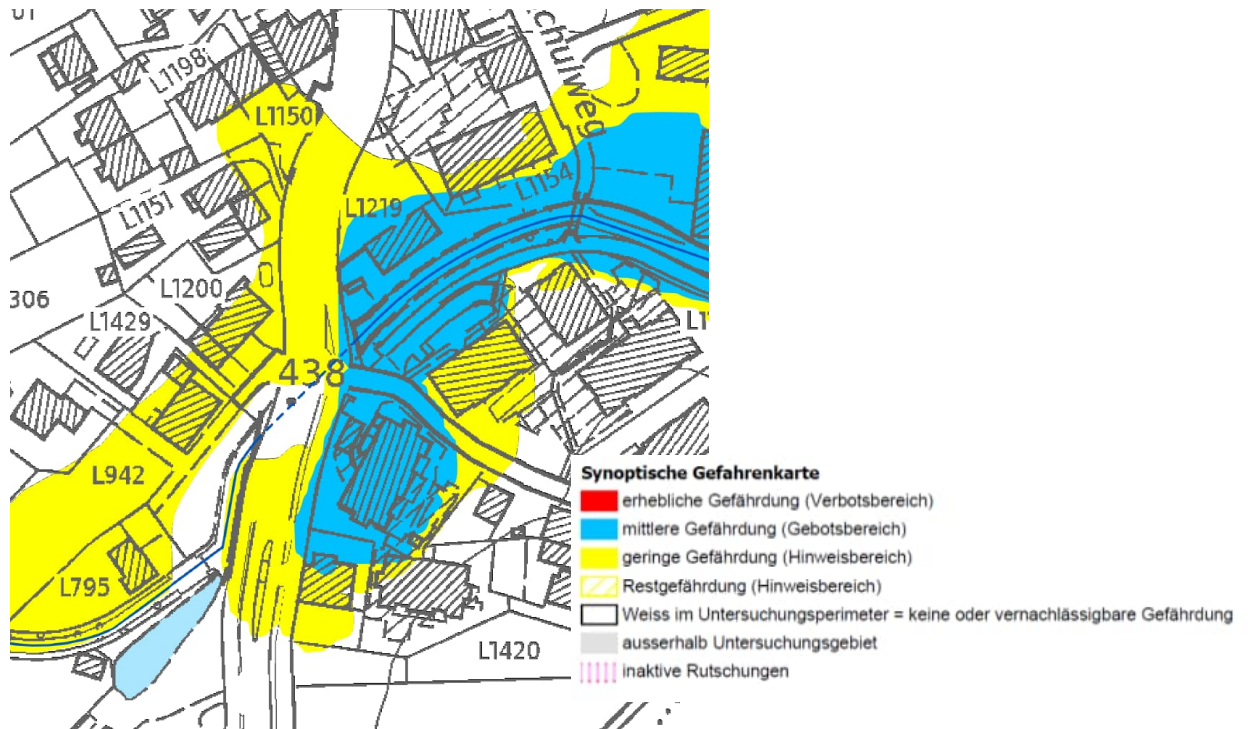 L1198
L1150
Schulweg
L1154
L1219
L1151
306
L1200
L1429
438
L942
L795
L1420
Synoptische Gefahrenkarte
erhebliche Gefährdung (Verbotsbereich)
mittlere Gefährdung (Gebotsbereich)
geringe Gefährdung (Hinweisbereich)
Restgefährdung (Hinweisbereich)
Weiss im Untersuchungsperimeter = keine oder vernachlässigbare Gefährdung
ausserhalb Untersuchungsgebiet
inaktive Rutschungen